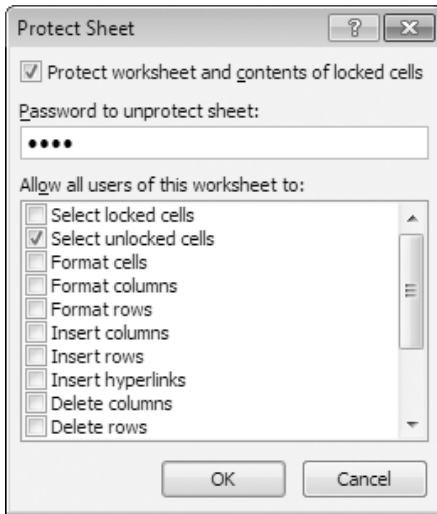 Protect Sheet
Protect worksheet and contents of locked cells
Password to unprotect sheet:
••••
Allow all users of this worksheet to:
Select locked cells
Select unlocked cells
Format cells
Format columns
Format rows
Insert columns
Insert rows
Insert hyperlinks
Delete columns
Delete rows
OK Cancel